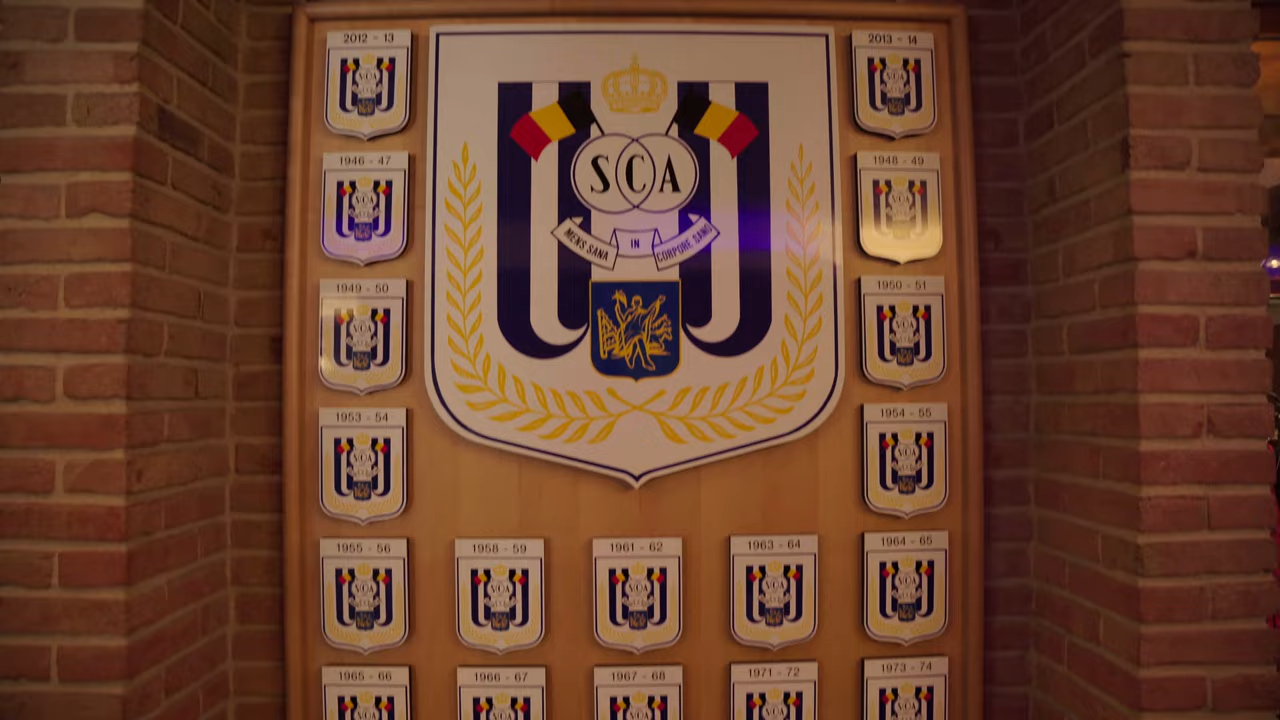 2012 - 13
2013 - 14
SCA
MENS SANA IN CORPORE SANO
1946 - 47
1948 - 49
1949 - 50
1950 - 51
1953 - 54
1954 - 55
1955 - 56
1958 - 59
1961 - 62
1963 - 64
1964 - 65
1965 - 66
1966 - 67
1967 - 68
1971 - 72
1973 - 74